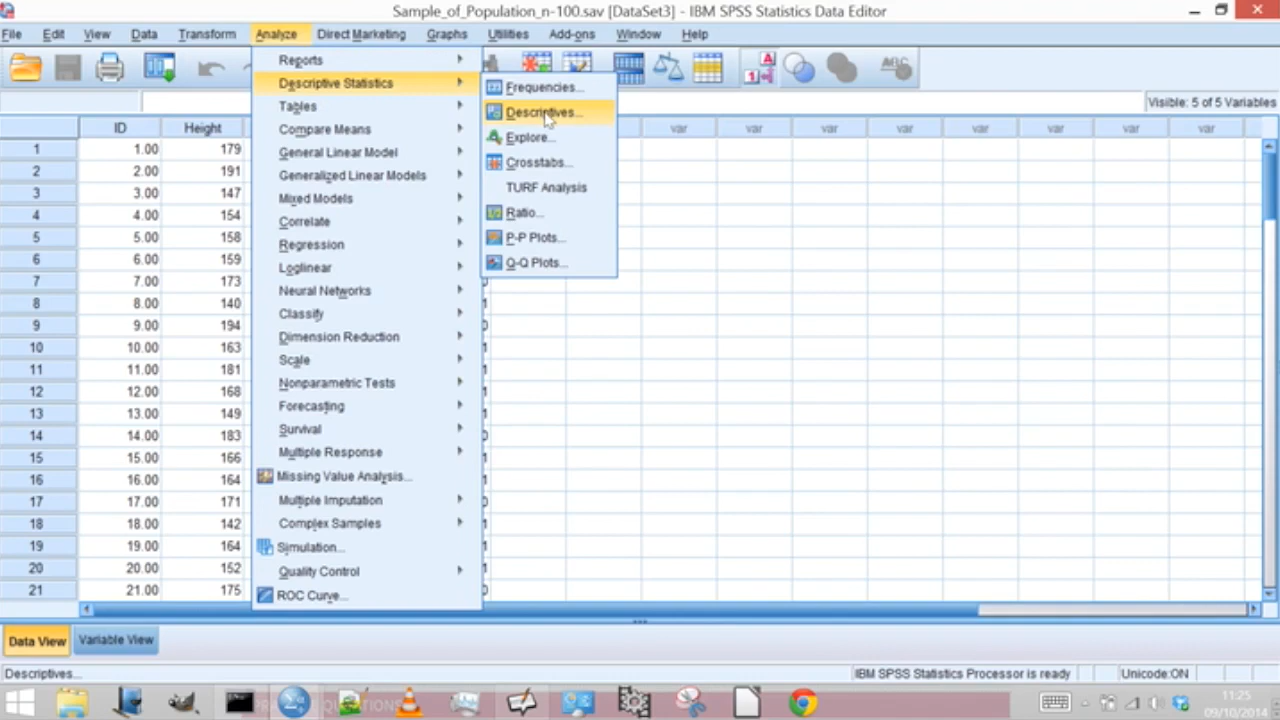 Sample_of_Population_n-100.sav [DataSet3] - IBM SPSS Statistics Data Editor
File Edit View Data Transform Analyze Direct Marketing Graphs Utilities Add-ons Window Help
Visible: 5 of 5 Variables
ID Height var var var var var var var var
1 1.00 179
2 2.00 191
3 3.00 147
4 4.00 154
5 5.00 158
6 6.00 159
7 7.00 173
8 8.00 140
9 9.00 194
10 10.00 163
11 11.00 181
12 12.00 168
13 13.00 149
14 14.00 183
15 15.00 166
16 16.00 164
17 17.00 171
18 18.00 142
19 19.00 164
20 20.00 152
21 21.00 175
Reports
Descriptive Statistics
Tables
Compare Means
General Linear Model
Generalized Linear Models
Mixed Models
Correlate
Regression
Loglinear
Neural Networks
Classify
Dimension Reduction
Scale
Nonparametric Tests
Forecasting
Survival
Multiple Response
Missing Value Analysis...
Multiple Imputation
Complex Samples
Simulation...
Quality Control
ROC Curve...
Frequencies...
Descriptives...
Explore...
Crosstabs...
TURF Analysis
Ratio...
P-P Plots...
Q-Q Plots...
Data View Variable View
Descriptives... IBM SPSS Statistics Processor is ready Unicode:ON
11:25
09/10/2014